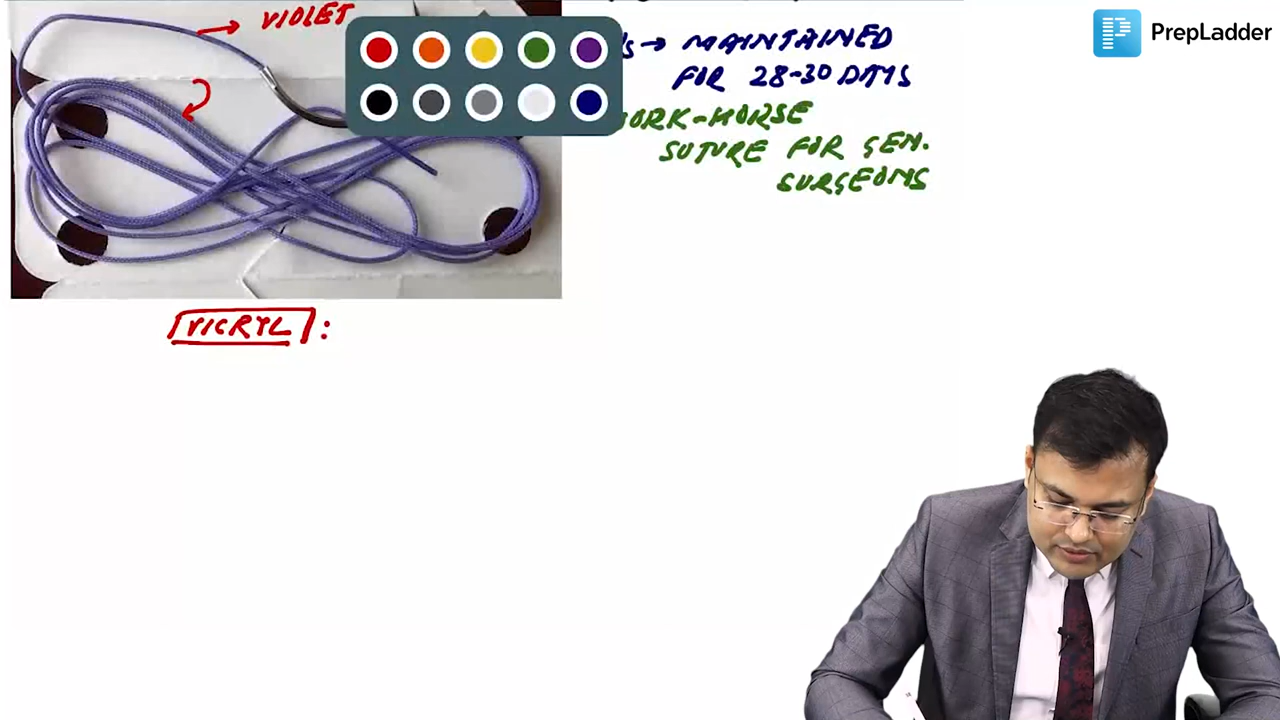 VIOLET
PrepLadder
→ MAINTAINED
FOR 28-30 DAYS
WORK-HORSE
SUTURE FOR GEN.
SURGEONS
VICRYL :